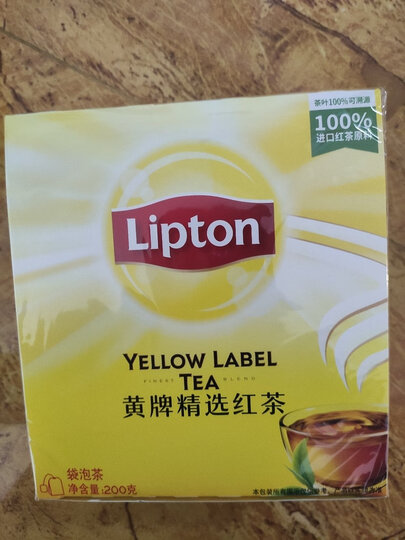 茶叶100%可溯源
100%
进口红茶原料
Lipton
YELLOW LABEL
TEA
FINEST BLEND
黄牌精选红茶
袋泡茶
净含量:200克